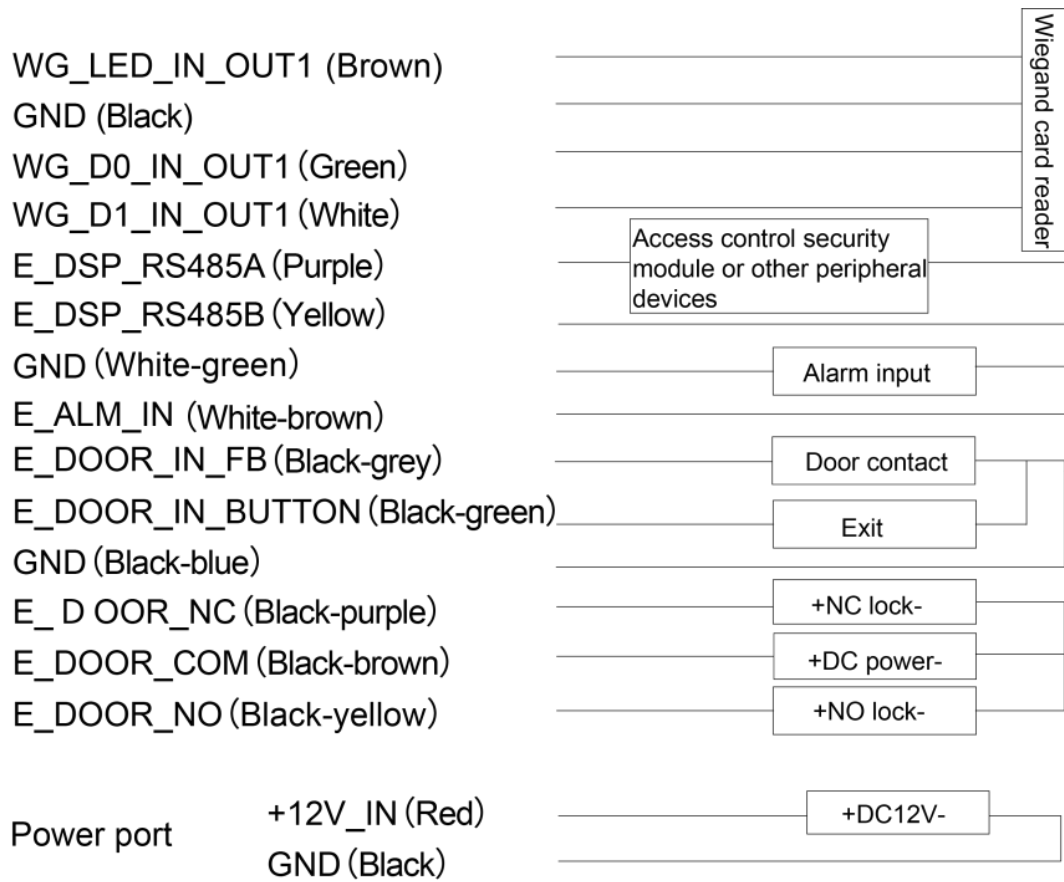 WG_LED_IN_OUT1 (Brown)
GND (Black)
WG_D0_IN_OUT1 (Green)
WG_D1_IN_OUT1 (White)
Wiegand card reader
E_DSP_RS485A (Purple)
Access control security
module or other peripheral
devices
E_DSP_RS485B (Yellow)
GND (White-green)
Alarm input
E_ALM_IN (White-brown)
E_DOOR_IN_FB (Black-grey)
Door contact
E_DOOR_IN_BUTTON (Black-green)
Exit
GND (Black-blue)
E_ D OOR_NC (Black-purple)
+NC lock-
E_DOOR_COM (Black-brown)
+DC power-
E_DOOR_NO (Black-yellow)
+NO lock-
Power port
+12V_IN (Red)
+DC12V-
GND (Black)